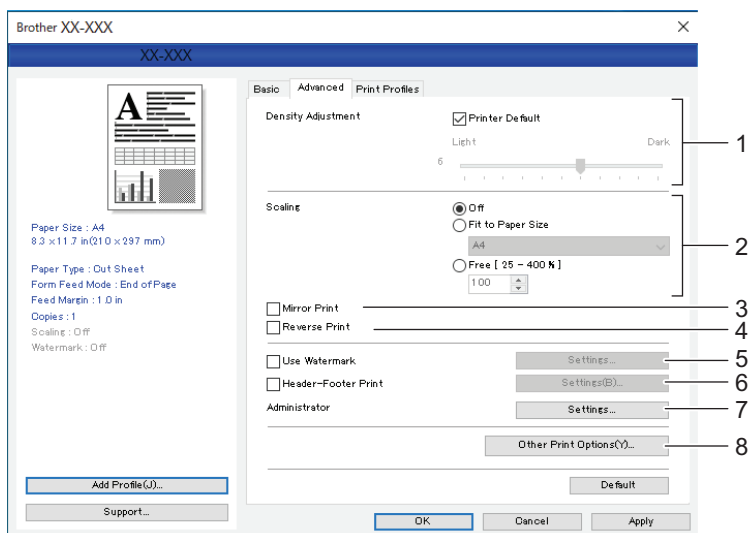 Brother XX-XXX
XX-XXX
Basic Advanced Print Profiles
Density Adjustment
Printer Default
Light Dark
6
1
Scaling
Off
Fit to Paper Size
A4
Free [ 25 - 400 % ]
100
2
Mirror Print
3
Reverse Print
4
Use Watermark
Settings...
5
Header-Footer Print
Settings(B)...
6
Administrator
Settings...
7
Other Print Options(Y)...
8
Default
A
Paper Size : A4
8.3 x 11.7 in(210 x 297 mm)
Paper Type : Cut Sheet
Form Feed Mode : End of Page
Feed Margin : 1.0 in
Copies : 1
Scaling : Off
Watermark : Off
Add Profile(J)...
Support...
OK Cancel Apply